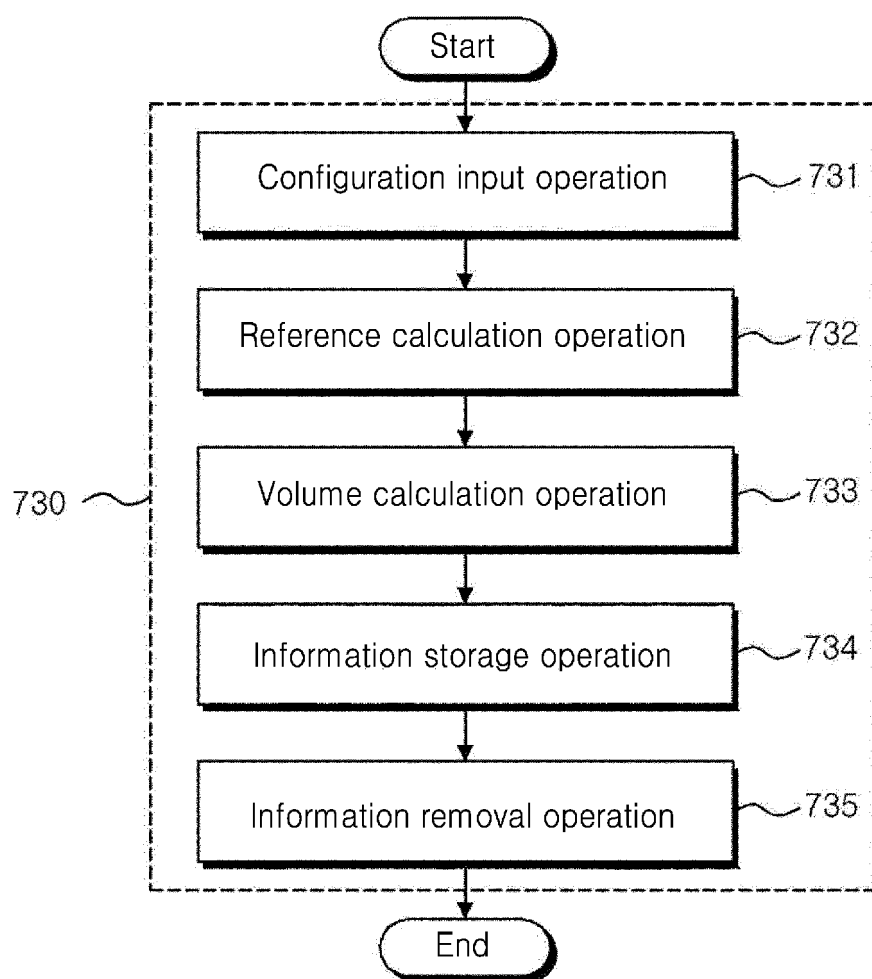 Start
Configuration input operation
731
Reference calculation operation
732
Volume calculation operation
733
730
Information storage operation
734
Information removal operation
735
End